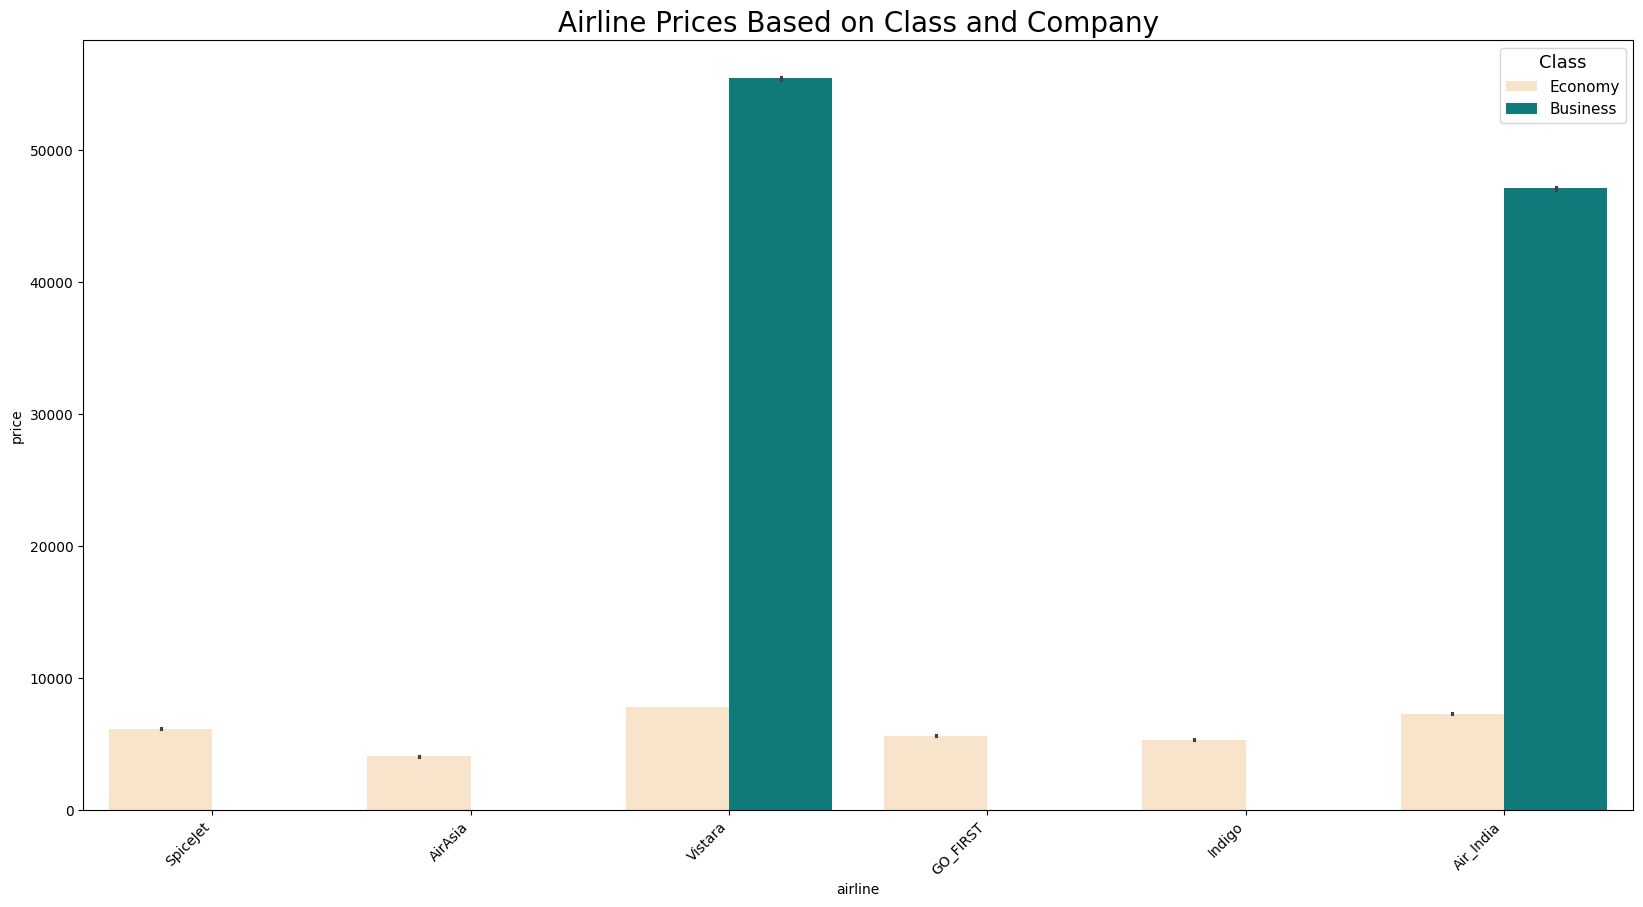 Airline Prices Based on Class and Company
Class
Economy
Business
price
50000
40000
30000
20000
10000
0
SpiceJet
AirAsia
Vistara
GO_FIRST
Indigo
Air_India
airline